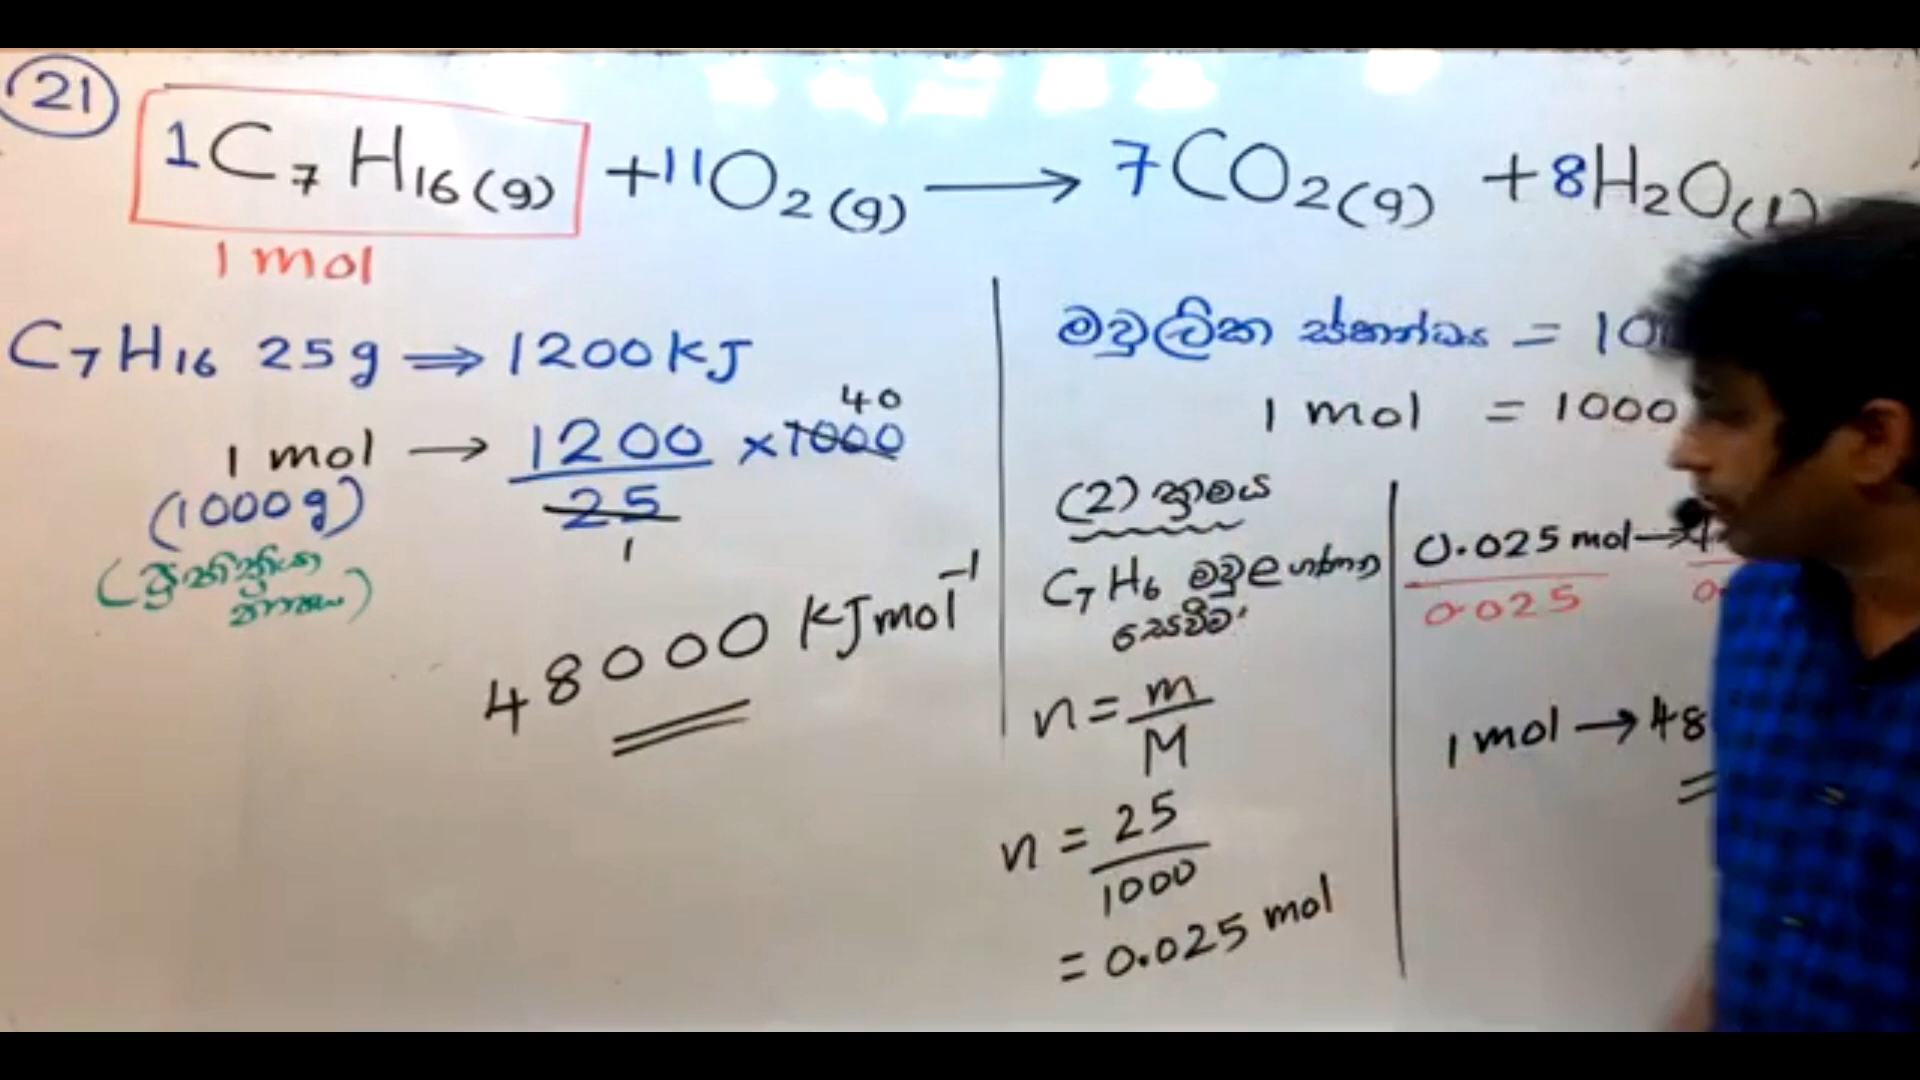 21
1C₇H₁₆(g) + 11O₂(g) → 7CO₂(g) + 8H₂O(l)
1 mol
C₇H₁₆ 25g ⇒ 1200KJ
1 mol → 1200/25 × 1000
40
1
(1000g)
48000 KJmol⁻¹
මවුලික ස්කන්ධය = 10
1 mol = 1000
(2) ක්‍රමය
C₇H₆ මවුල ගණන
සෙවීම
n = m/M
n = 25/1000
= 0.025 mol
0.025 mol →
0.025
1 mol → 48
=